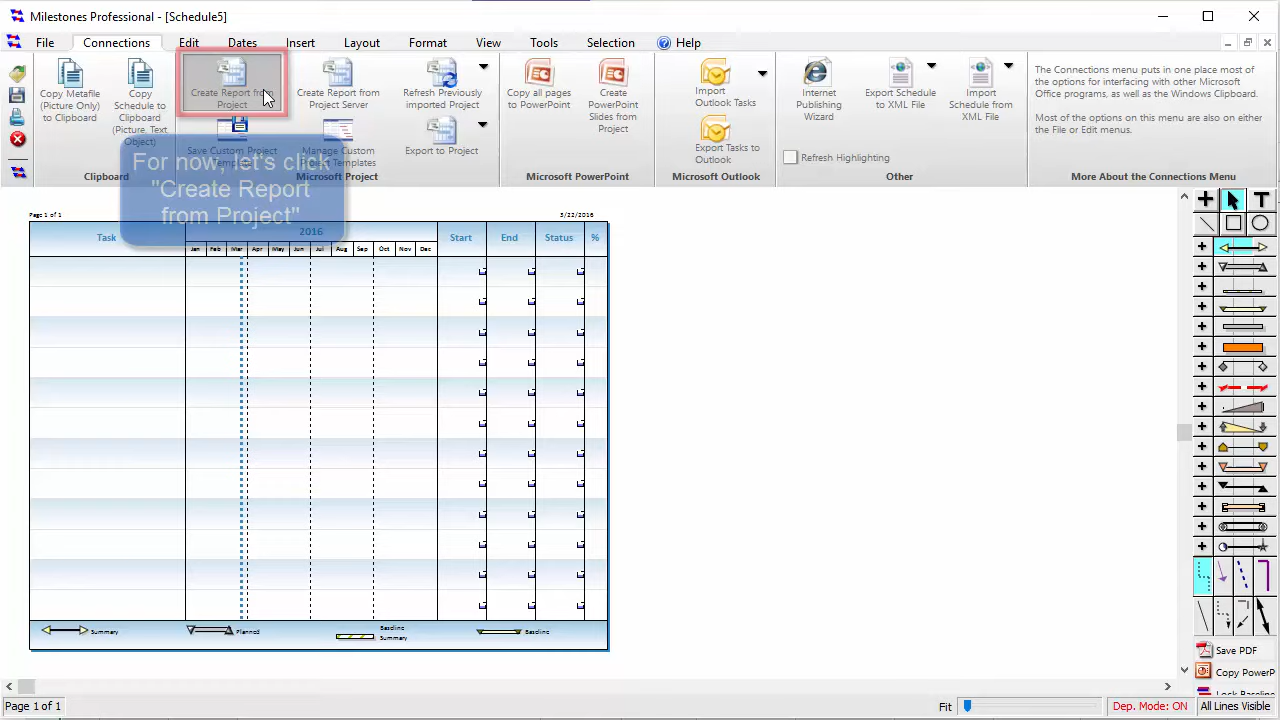 Milestones Professional - [Schedule5]
File Connections Edit Dates Insert Layout Format View Tools Selection Help
Copy Metafile
(Picture Only)
to Clipboard
Copy
Schedule to
Clipboard
(Picture, Text,
Object)
Clipboard
Create Report from
Project
Create Report from
Project Server
Refresh Previously
imported Project
Save Custom Project
Manage Custom
Project Templates
Export to Project
Microsoft Project
Copy all pages
to PowerPoint
Create
PowerPoint
Slides from
Project
Microsoft PowerPoint
Import
Outlook Tasks
Export Tasks to
Outlook
Microsoft Outlook
Internet
Publishing
Wizard
Export Schedule
to XML File
Import
Schedule from
XML File
Refresh Highlighting
Other
The Connections menu puts in one place most of
the options for interfacing with other Microsoft
Office programs, as well as the Windows Clipboard.
Most of the options on this menu are also on either
the File or Edit menus.
More About the Connections Menu
For now, let's click
"Create Report
from Project"
Page 1 of 1
3/22/2016
Task 2016 Start End Status %
Jan Feb Mar Apr May Jun Jul Aug Sep Oct Nov Dec
Summary
Planned
Baseline
Summary
Baseline
Save PDF
Copy PowerP
Lock Baseline
Page 1 of 1
Fit
Dep. Mode: ON
All Lines Visible